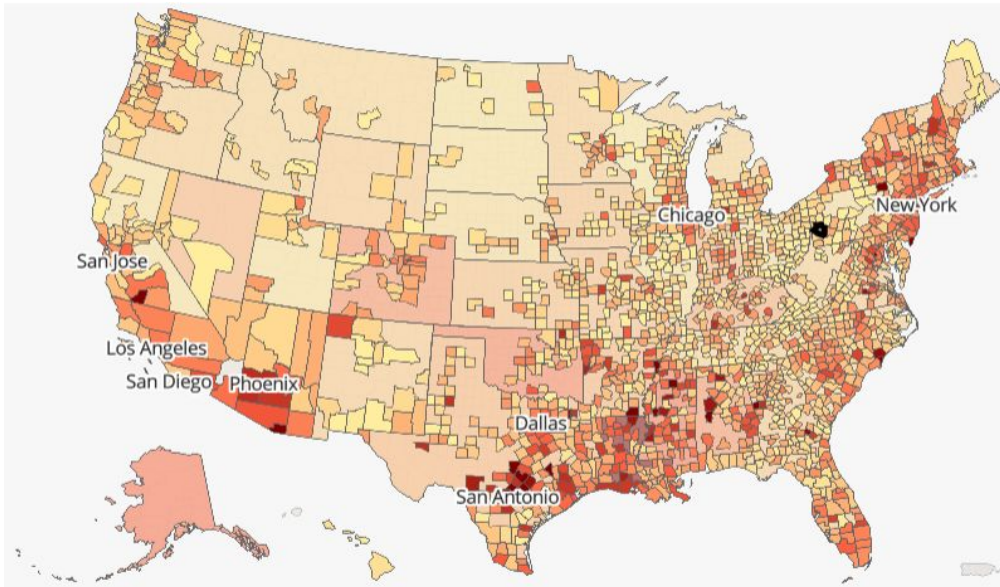 Chicago
New York
San Jose
Los Angeles
San Diego
Phoenix
Dallas
San Antonio